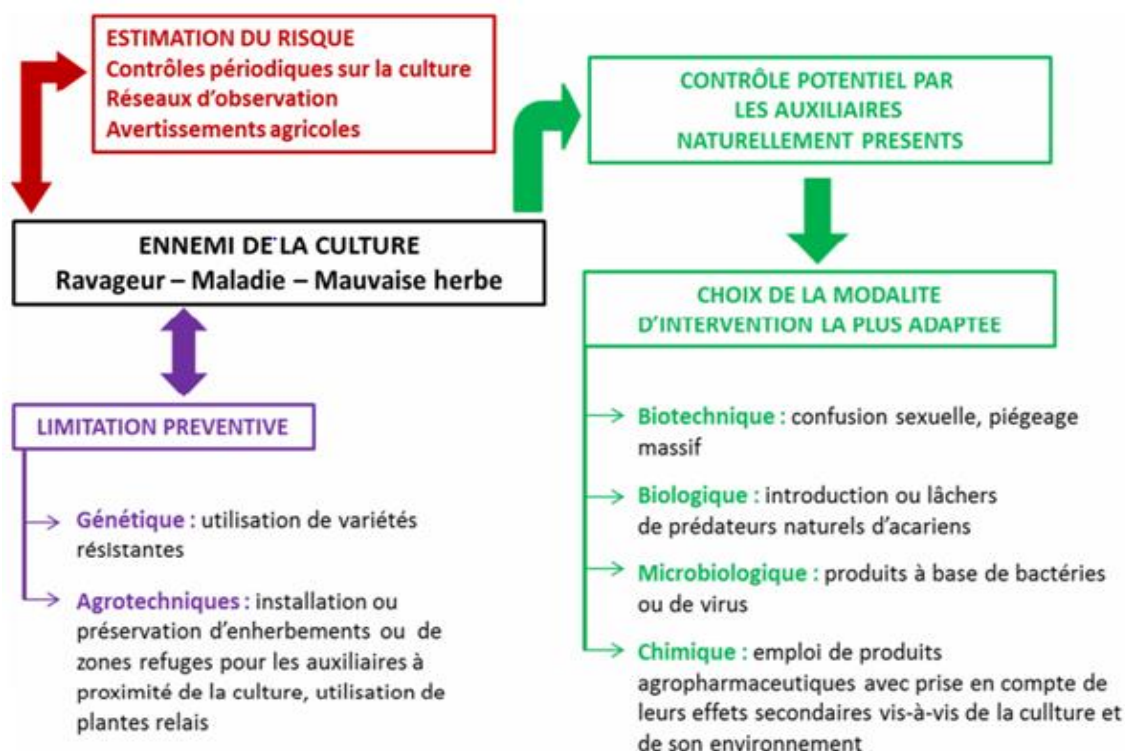 ESTIMATION DU RISQUE
Contrôles périodiques sur la culture
Réseaux d'observation
Avertissements agricoles
ENNEMI DE LA CULTURE
Ravageur – Maladie – Mauvaise herbe
LIMITATION PREVENTIVE
Génétique : utilisation de variétés
résistantes
Agrotechniques : installation ou
préservation d'enherbements ou de
zones refuges pour les auxiliaires à
proximité de la culture, utilisation de
plantes relais
CONTRÔLE POTENTIEL PAR
LES AUXILIAIRES
NATURELLEMENT PRESENTS
CHOIX DE LA MODALITE
D'INTERVENTION LA PLUS ADAPTEE
Biotechnique : confusion sexuelle, piégeage
massif
Biologique : introduction ou lâchers
de prédateurs naturels d'acariens
Microbiologique : produits à base de bactéries
ou de virus
Chimique : emploi de produits
agropharmaceutiques avec prise en compte de
leurs effets secondaires vis-à-vis de la cullture et
de son environnement